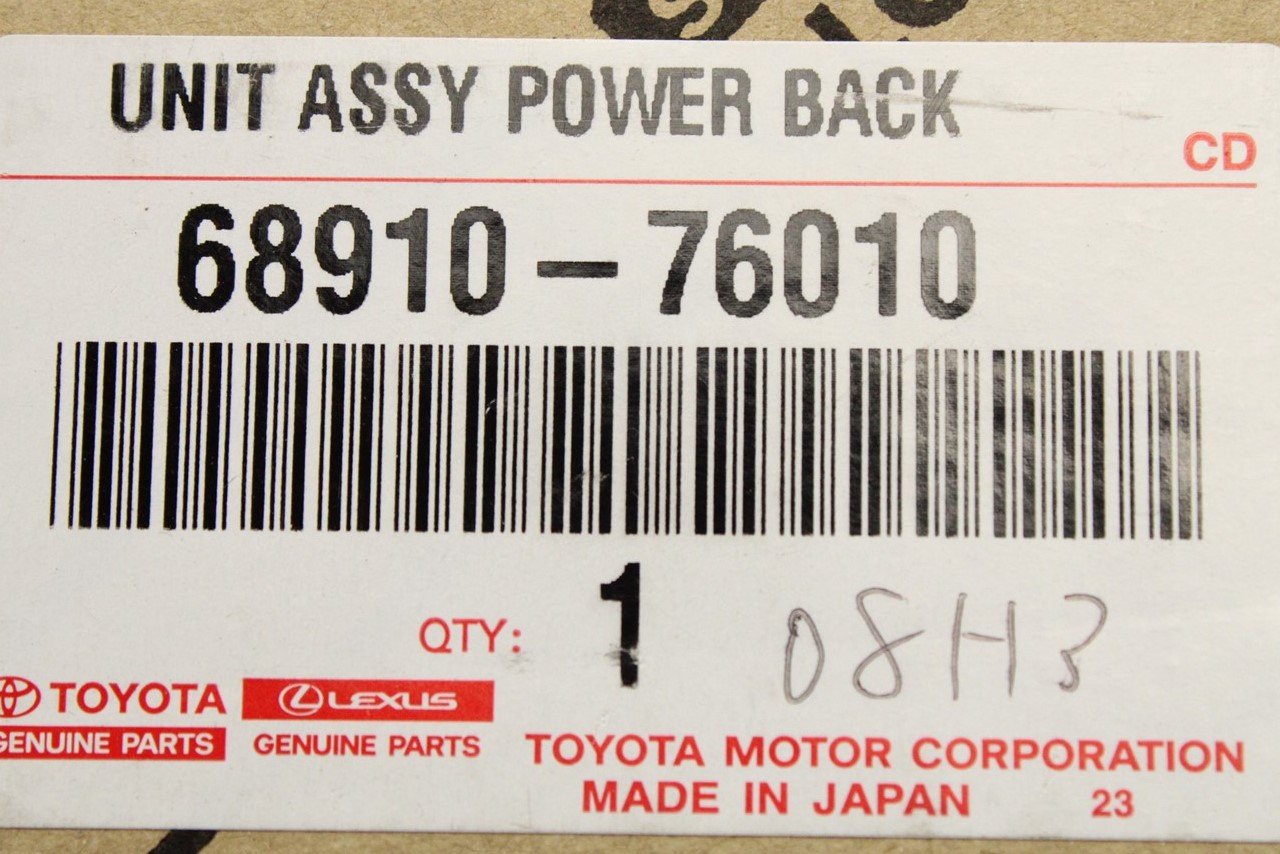 UNIT ASSY POWER BACK
CD
68910-76010
QTY: 1 08H3
TOYOTA LEXUS
GENUINE PARTS GENUINE PARTS
TOYOTA MOTOR CORPORATION
MADE IN JAPAN 23